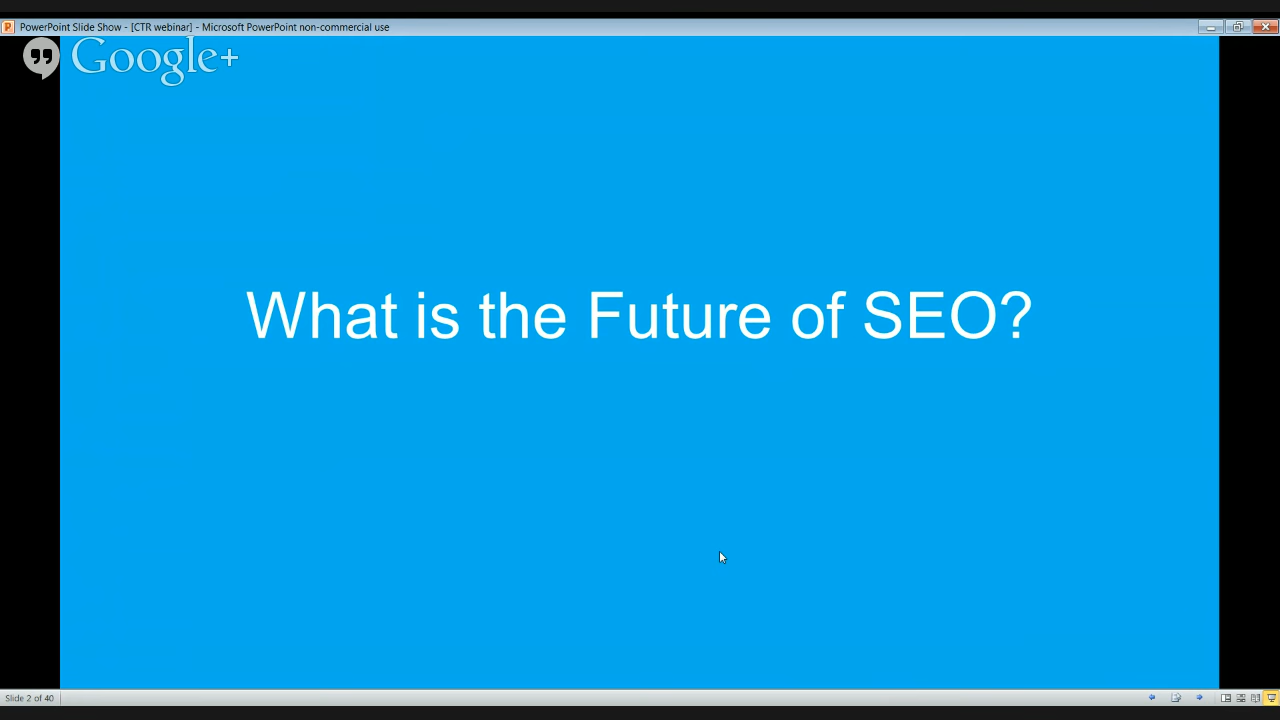 PowerPoint Slide Show - [CTR webinar] - Microsoft PowerPoint non-commercial use
Google+
What is the Future of SEO?
Slide 2 of 40